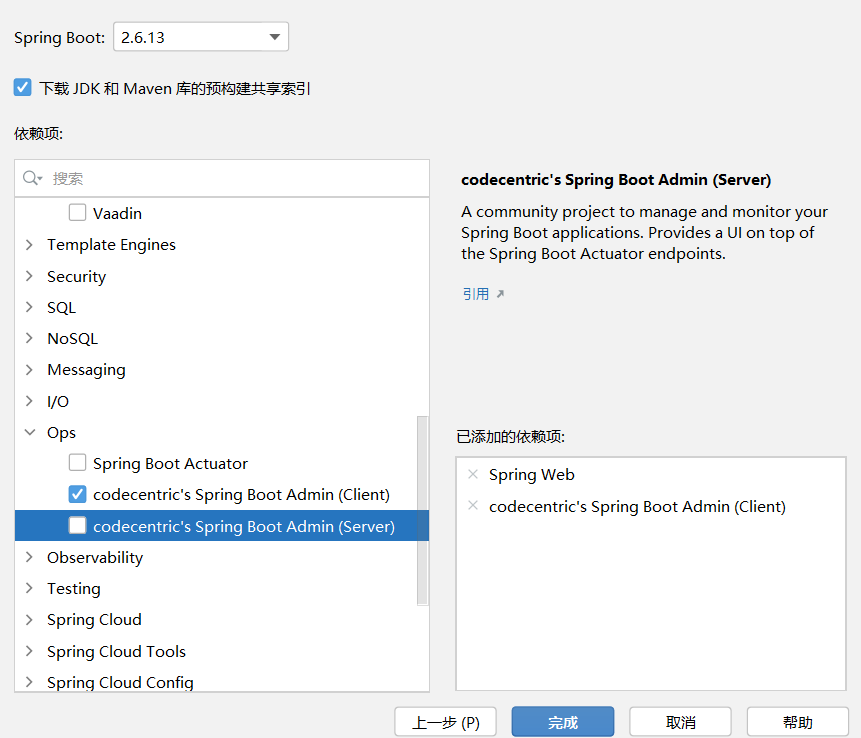 Spring Boot: 2.6.13
下载 JDK 和 Maven 库的预构建共享索引
依赖项:
搜索
Vaadin
Template Engines
Security
SQL
NoSQL
Messaging
I/O
Ops
Spring Boot Actuator
codecentric's Spring Boot Admin (Client)
codecentric's Spring Boot Admin (Server)
Observability
Testing
Spring Cloud
Spring Cloud Tools
Spring Cloud Config
codecentric's Spring Boot Admin (Server)
A community project to manage and monitor your
Spring Boot applications. Provides a UI on top of
the Spring Boot Actuator endpoints.
引用
已添加的依赖项:
Spring Web
codecentric's Spring Boot Admin (Client)
上一步 (P) 完成 取消 帮助